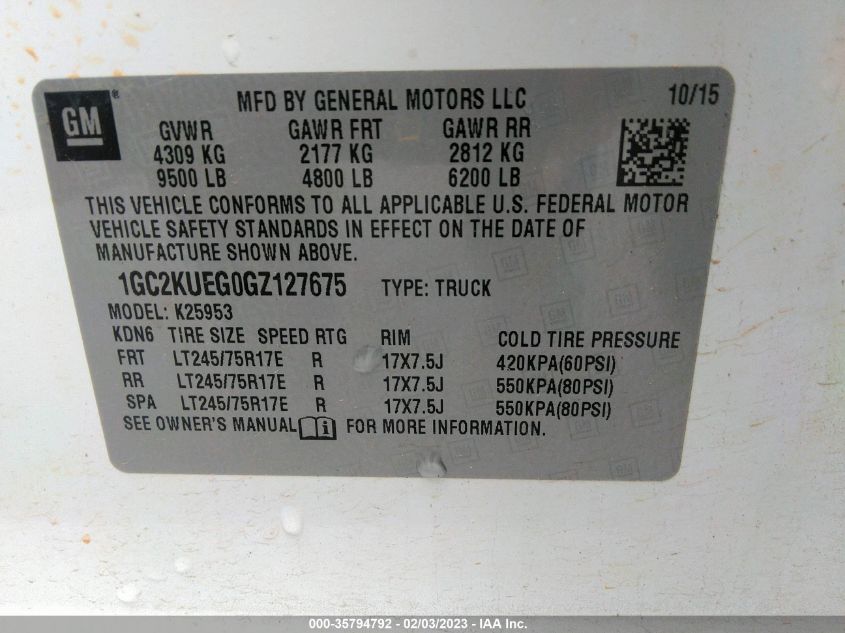 GM®
MFD BY GENERAL MOTORS LLC 10/15
GVWR GAWR FRT GAWR RR
4309 KG 2177 KG 2812 KG
9500 LB 4800 LB 6200 LB
THIS VEHICLE CONFORMS TO ALL APPLICABLE U.S. FEDERAL MOTOR
VEHICLE SAFETY STANDARDS IN EFFECT ON THE DATE OF
MANUFACTURE SHOWN ABOVE.
1GC2KUEG0GZ127675 TYPE: TRUCK
MODEL: K25953
KDN6 TIRE SIZE SPEED RTG RIM COLD TIRE PRESSURE
FRT LT245/75R17E R 17X7.5J 420KPA(60PSI)
RR LT245/75R17E R 17X7.5J 550KPA(80PSI)
SPA LT245/75R17E R 17X7.5J 550KPA(80PSI)
SEE OWNER'S MANUAL i FOR MORE INFORMATION.
000-35794792 - 02/03/2023 - IAA Inc.